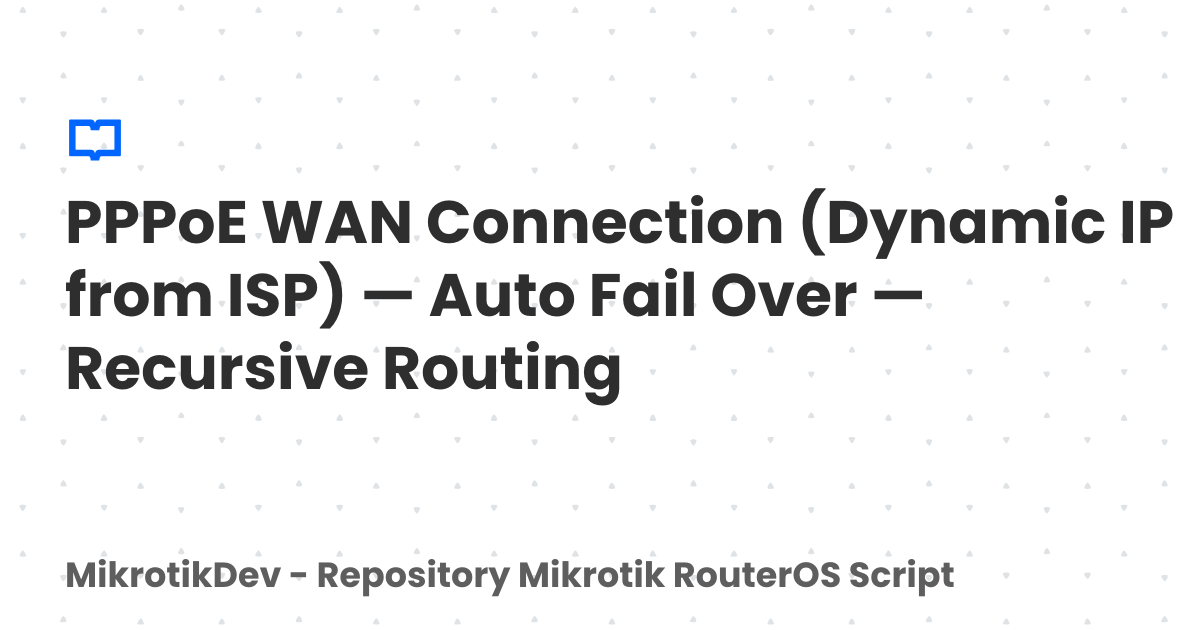 PPPoE WAN Connection (Dynamic IP
from ISP) — Auto Fail Over —
Recursive Routing
MikrotikDev - Repository Mikrotik RouterOS Script